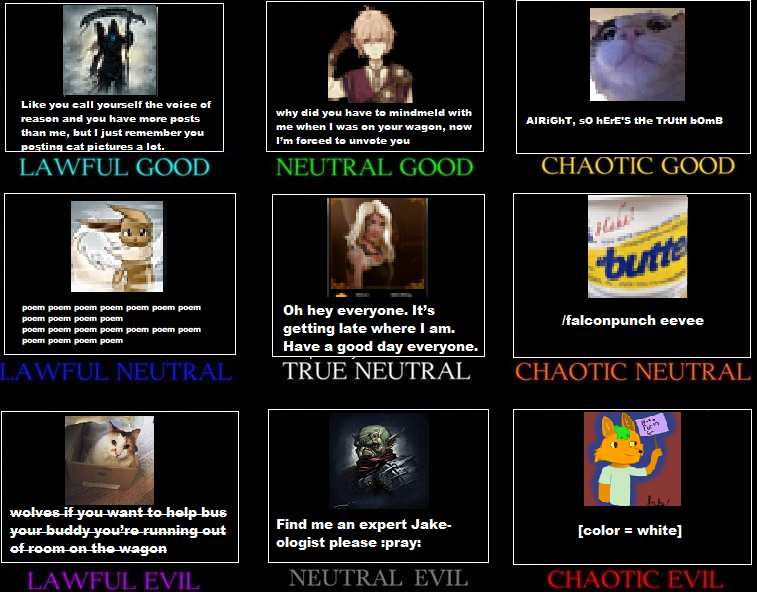 Like you call yourself the voice of
reason and you have more posts
than me, but I just remember you
posting cat pictures a lot.
LAWFUL GOOD
why did you have to mindmeld with
me when I was on your wagon, now
I'm forced to unvote you
NEUTRAL GOOD
AlRiGhT, sO hErE'S tHe TrUtH bOmB
CHAOTIC GOOD
poem poem poem poem poem poem poem
poem poem poem poem
poem poem poem poem poem poem poem
poem poem poem poem
LAWFUL NEUTRAL
Oh hey everyone. It's
getting late where I am.
Have a good day everyone.
TRUE NEUTRAL
butte
/falconpunch eevee
CHAOTIC NEUTRAL
wolves if you want to help bus
your buddy you're running out
of room on the wagon
LAWFUL EVIL
Find me an expert Jake-
ologist please :pray:
NEUTRAL EVIL
[color = white]
CHAOTIC EVIL